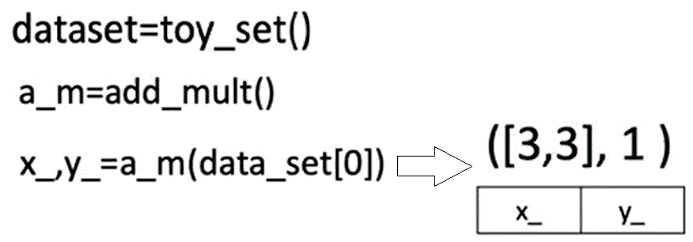 dataset=toy_set()
a_m=add_mult()
x_,y_=a_m(data_set[0])
([3,3], 1 )
x_ y_